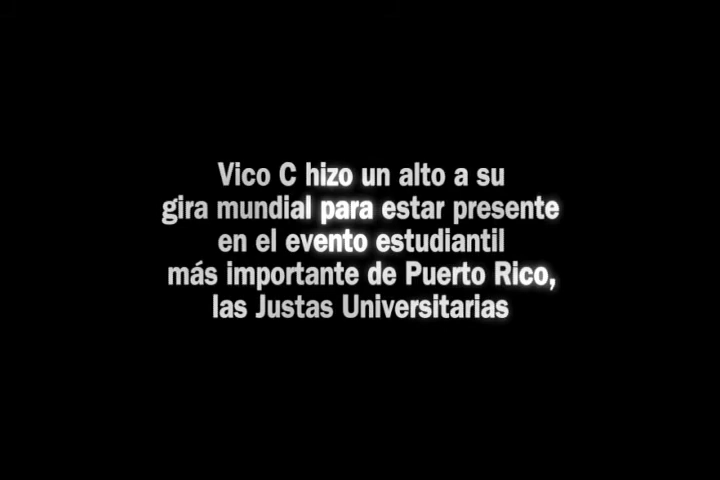 Vico C hizo un alto a su
gira mundial para estar presente
en el evento estudiantil
más importante de Puerto Rico,
las Justas Universitarias